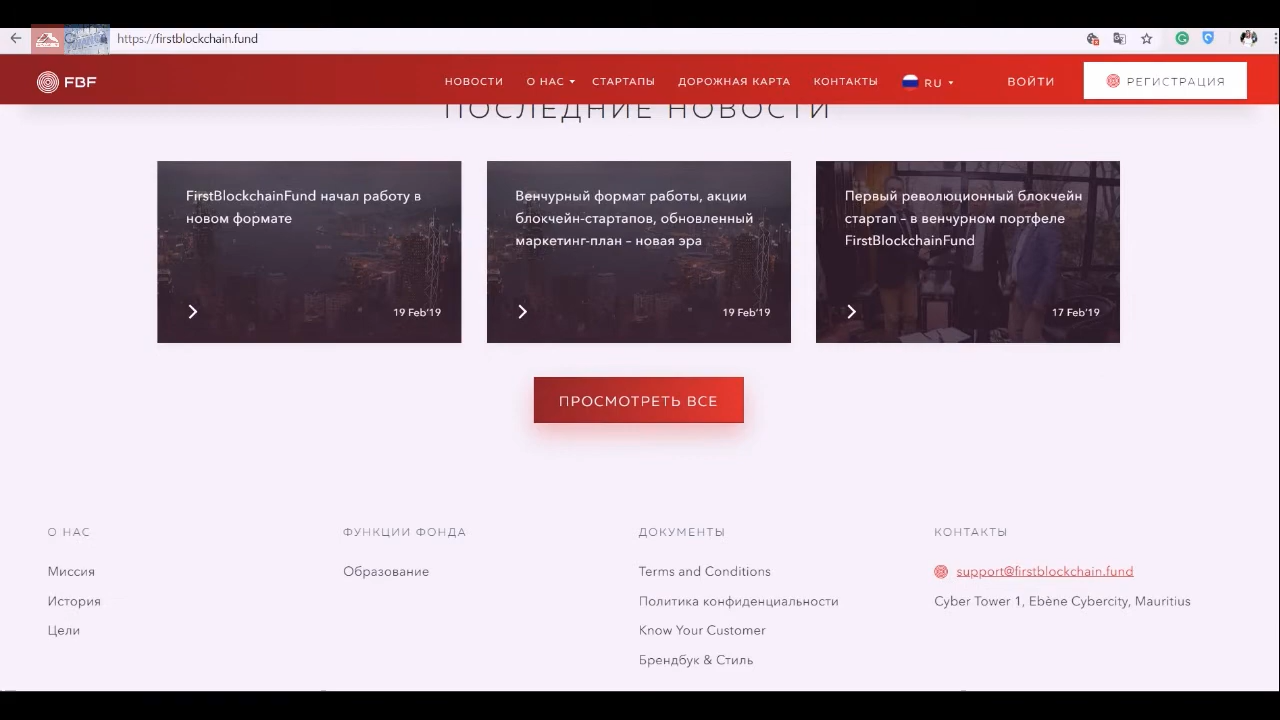 https://firstblockchain.fund
FBF
НОВОСТИ
О НАС
СТАРТАПЫ
ДОРОЖНАЯ КАРТА
КОНТАКТЫ
RU
ВОЙТИ
РЕГИСТРАЦИЯ
ПОСЛЕДНИЕ НОВОСТИ
FirstBlockchainFund начал работу в
новом формате
19 Feb'19
Венчурный формат работы, акции
блокчейн-стартапов, обновленный
маркетинг-план – новая эра
19 Feb'19
Первый революционный блокчейн
стартап – в венчурном портфеле
FirstBlockchainFund
17 Feb'19
ПРОСМОТРЕТЬ ВСЕ
О НАС
Миссия
История
Цели
ФУНКЦИИ ФОНДА
Образование
ДОКУМЕНТЫ
Terms and Conditions
Политика конфиденциальности
Know Your Customer
Брендбук & Стиль
КОНТАКТЫ
support@firstblockchain.fund
Cyber Tower 1, Ebène Cybercity, Mauritius